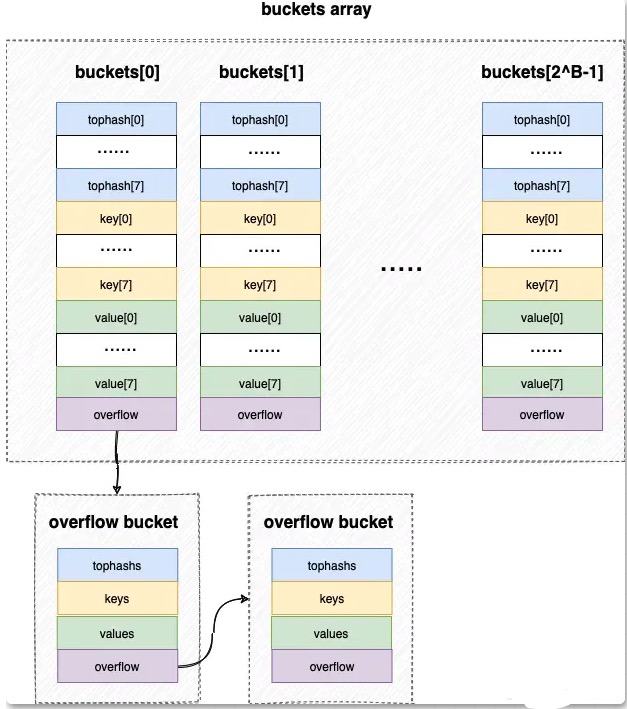 buckets array
buckets[0]
tophash[0]
......
tophash[7]
key[0]
......
key[7]
value[0]
......
value[7]
overflow
buckets[1]
tophash[0]
......
tophash[7]
key[0]
......
key[7]
value[0]
......
value[7]
overflow
.....
buckets[2^B-1]
tophash[0]
......
tophash[7]
key[0]
......
key[7]
value[0]
......
value[7]
overflow
overflow bucket
tophashs
keys
values
overflow
overflow bucket
tophashs
keys
values
overflow